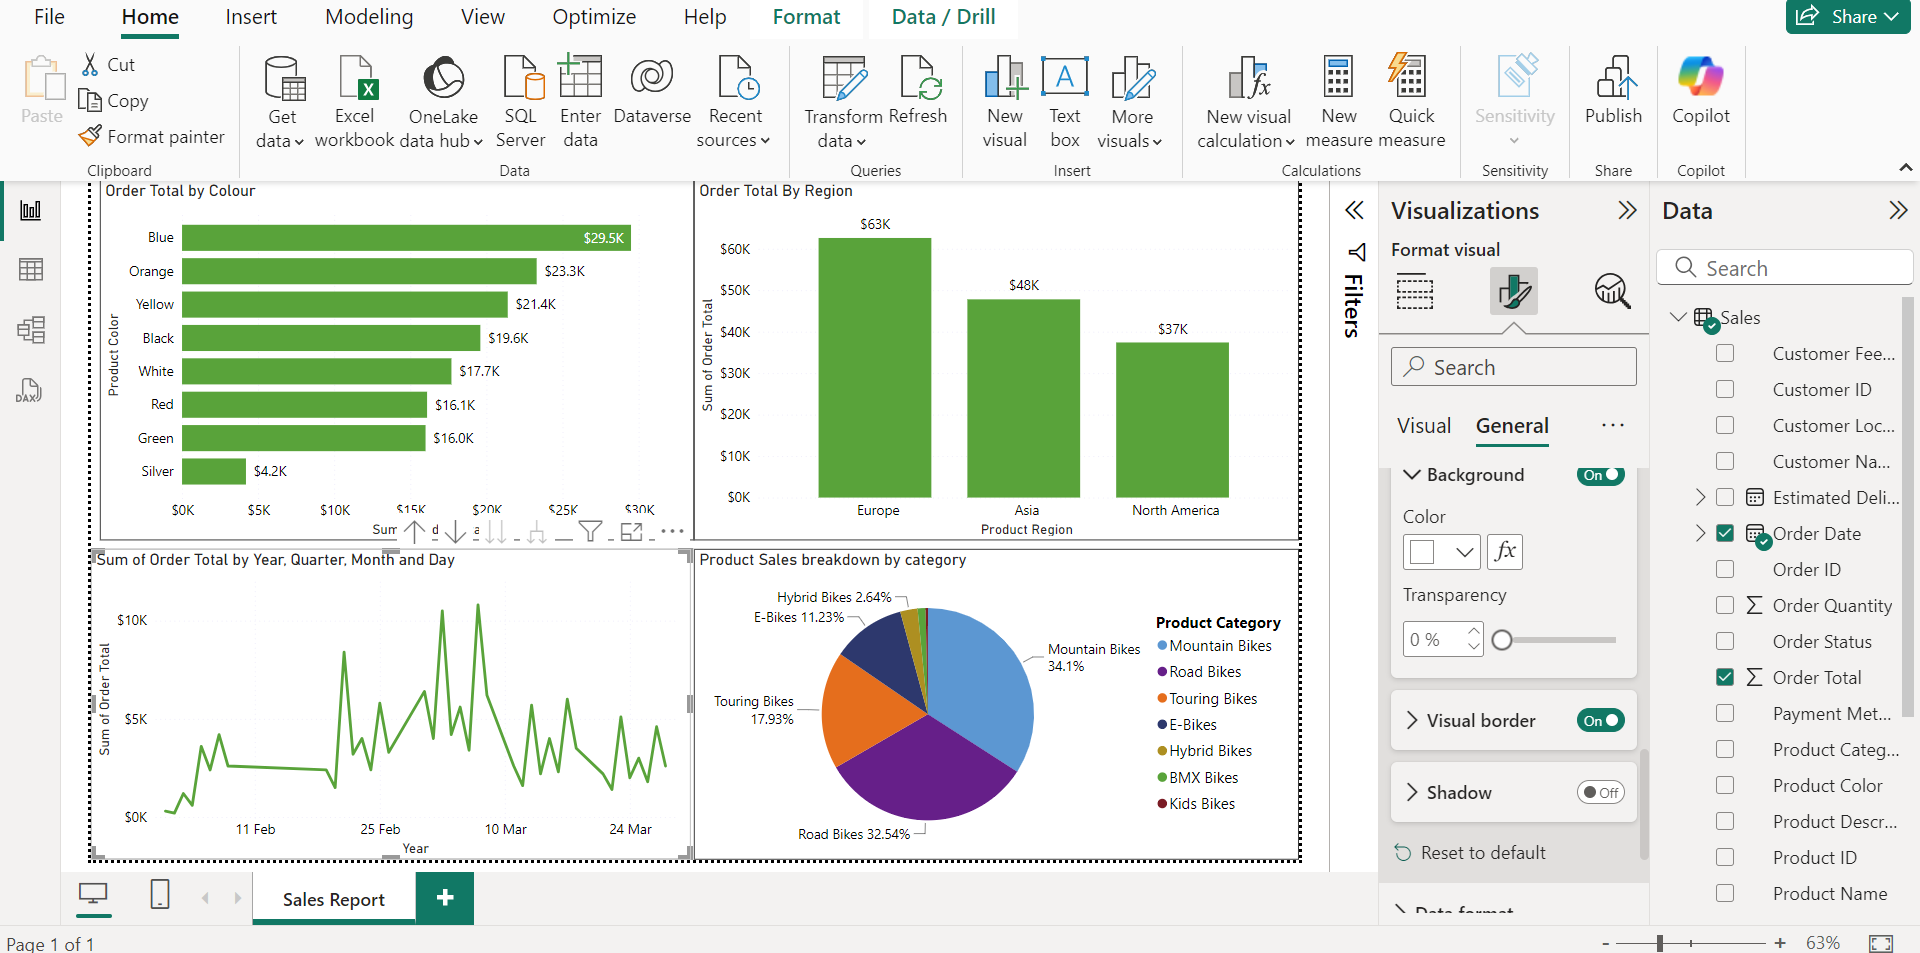 File Home Insert Modeling View Optimize Help Format Data / Drill Share
Paste
Cut
Copy
Format painter
Clipboard
Get data
Excel workbook
OneLake data hub
SQL Server
Enter data
Dataverse
Recent sources
Data
Transform data
Refresh
Queries
New visual
Text box
More visuals
Insert
New visual calculation
New measure
Quick measure
Calculations
Sensitivity
Sensitivity
Publish
Share
Copilot
Copilot
DAX
Order Total by Colour
Product Color
Blue $29.5K
Orange $23.3K
Yellow $21.4K
Black $19.6K
White $17.7K
Red $16.1K
Green $16.0K
Silver $4.2K
$0K $5K $10K $15K $20K $25K $30K
Order Total By Region
Sum of Order Total
$60K
$50K
$40K
$30K
$20K
$10K
$0K
$63K
$48K
$37K
Europe Asia North America
Product Region
Sum of Order Total by Year, Quarter, Month and Day
Sum of Order Total
$10K
$5K
$0K
11 Feb 25 Feb 10 Mar 24 Mar
Year
Product Sales breakdown by category
Hybrid Bikes 2.64%
E-Bikes 11.23%
Touring Bikes
17.93%
Road Bikes 32.54%
Mountain Bikes
34.1%
Product Category
Mountain Bikes
Road Bikes
Touring Bikes
E-Bikes
Hybrid Bikes
BMX Bikes
Kids Bikes
Filters
Visualizations
Format visual
Search
Visual General
Background On
Color
fx
Transparency
0 %
Visual border On
Shadow Off
Reset to default
Data format
Data
Search
Sales
Customer Fee...
Customer ID
Customer Loc...
Customer Na...
Estimated Deli...
Order Date
Order ID
Order Quantity
Order Status
Order Total
Payment Met...
Product Categ...
Product Color
Product Descr...
Product ID
Product Name
Sales Report
Page 1 of 1
63%